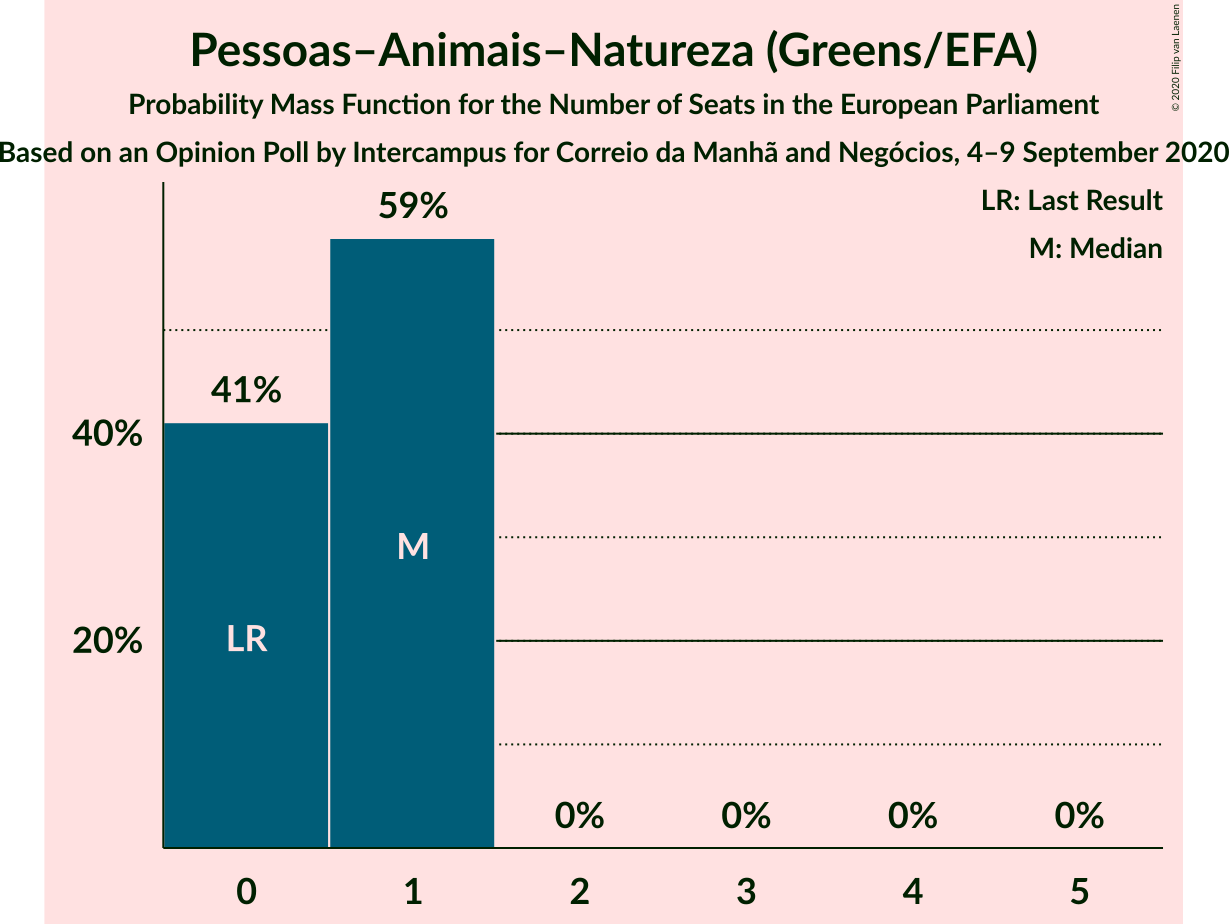 Pessoas–Animais–Natureza (Greens/EFA)
Probability Mass Function for the Number of Seats in the European Parliament
Based on an Opinion Poll by Intercampus for Correio da Manhã and Negócios, 4–9 September 2020
© 2020 Filip van Laenen
LR: Last Result
M: Median
59%
41%
40%
M
LR
20%
0% 0% 0% 0%
0 1 2 3 4 5